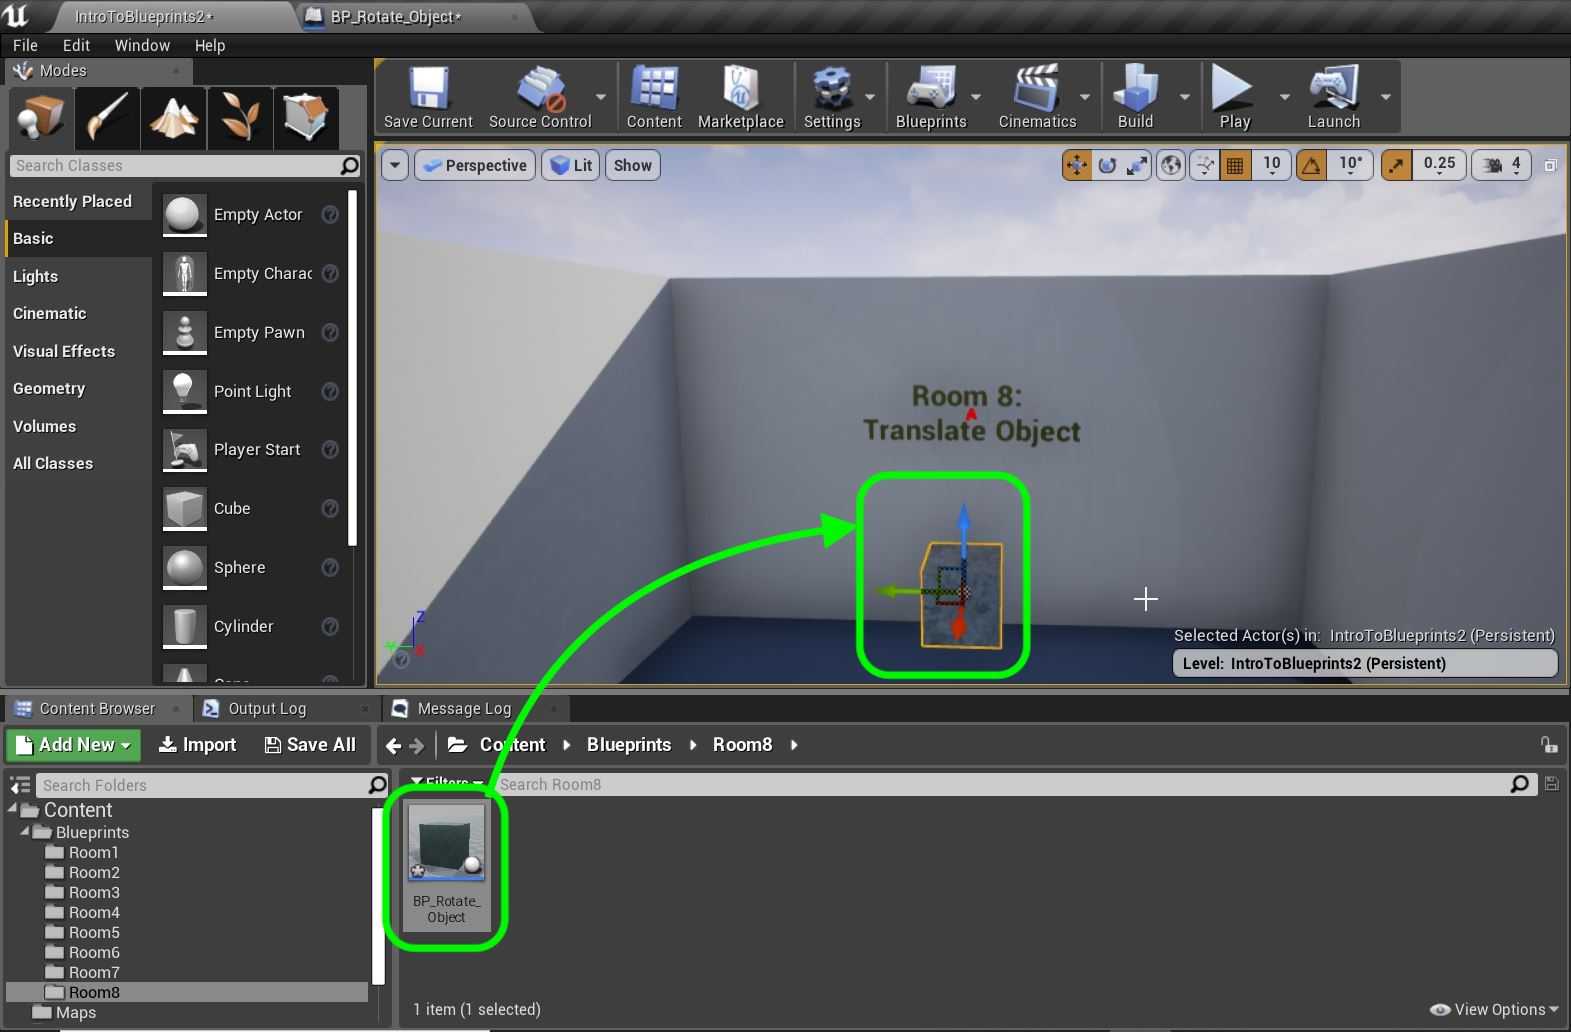 IntroToBlueprints2*
BP_Rotate_Object*
File Edit Window Help
Modes
Save Current
Source Control
Content
Marketplace
Settings
Blueprints
Cinematics
Build
Play
Launch
Search Classes
Perspective
Lit
Show
10
10°
0.25
4
Recently Placed
Basic
Lights
Cinematic
Visual Effects
Geometry
Volumes
All Classes
Empty Actor
Empty Charac
Empty Pawn
Point Light
Player Start
Cube
Sphere
Cylinder
Room 8:
Translate Object
Z
Y
X
Selected Actor(s) in: IntroToBlueprints2 (Persistent)
Level: IntroToBlueprints2 (Persistent)
Content Browser
Output Log
Message Log
Add New
Import
Save All
Content
Blueprints
Room8
Search Folders
Filters
Search Room8
Content
Blueprints
Room1
Room2
Room3
Room4
Room5
Room6
Room7
Room8
Maps
BP_Rotate_
Object
1 item (1 selected)
View Options